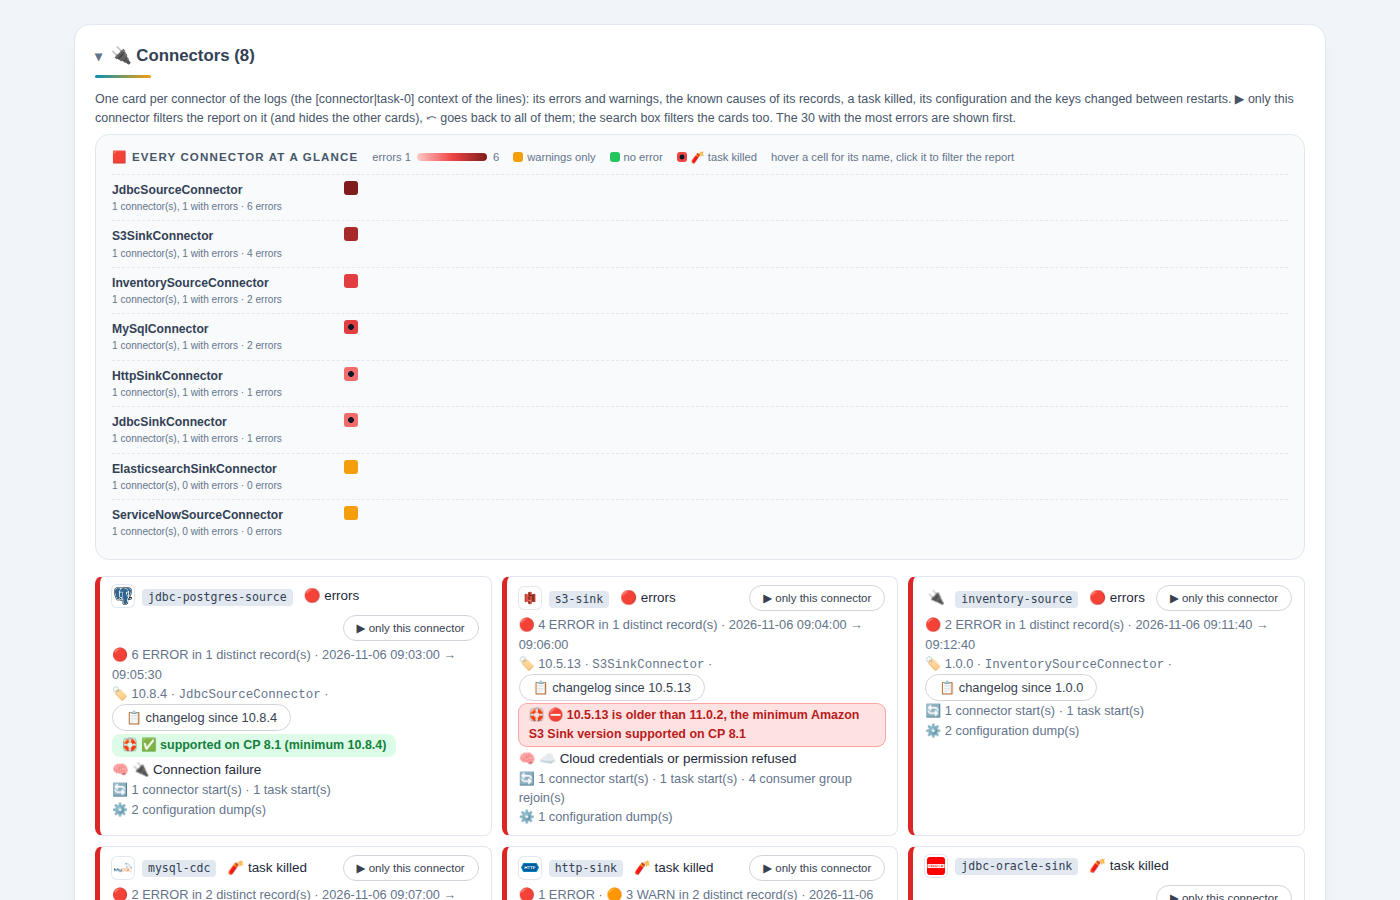 ▼ 🔌 Connectors (8)
One card per connector of the logs (the [connector|task-0] context of the lines): its errors and warnings, the known causes of its records, a task killed, its configuration and the keys changed between restarts. ▶ only this
connector filters the report on it (and hides the other cards), ⤺ goes back to all of them; the search box filters the cards too. The 30 with the most errors are shown first.
🟥 EVERY CONNECTOR AT A GLANCE errors 1 6 warnings only no error 🧨 task killed hover a cell for its name, click it to filter the report
JdbcSourceConnector
1 connector(s), 1 with errors · 6 errors
S3SinkConnector
1 connector(s), 1 with errors · 4 errors
InventorySourceConnector
1 connector(s), 1 with errors · 2 errors
MySqlConnector
1 connector(s), 1 with errors · 2 errors
HttpSinkConnector
1 connector(s), 1 with errors · 1 errors
JdbcSinkConnector
1 connector(s), 1 with errors · 1 errors
ElasticsearchSinkConnector
1 connector(s), 0 with errors · 0 errors
ServiceNowSourceConnector
1 connector(s), 0 with errors · 0 errors
jdbc-postgres-source 🔴 errors
▶ only this connector
🔴 6 ERROR in 1 distinct record(s) · 2026-11-06 09:03:00 →
09:05:30
🏷️ 10.8.4 · JdbcSourceConnector ·
📋 changelog since 10.8.4
🛟 ✅ supported on CP 8.1 (minimum 10.8.4)
🧠 🔌 Connection failure
🔄 1 connector start(s) · 1 task start(s)
⚙️ 2 configuration dump(s)
s3-sink 🔴 errors ▶ only this connector
🔴 4 ERROR in 1 distinct record(s) · 2026-11-06 09:04:00 →
09:06:00
🏷️ 10.5.13 · S3SinkConnector ·
📋 changelog since 10.5.13
🛟 ⛔ 10.5.13 is older than 11.0.2, the minimum Amazon
S3 Sink version supported on CP 8.1
🧠 ☁️ Cloud credentials or permission refused
🔄 1 connector start(s) · 1 task start(s) · 4 consumer group
rejoin(s)
⚙️ 1 configuration dump(s)
🔌 inventory-source 🔴 errors ▶ only this connector
🔴 2 ERROR in 1 distinct record(s) · 2026-11-06 09:11:40 →
09:12:40
🏷️ 1.0.0 · InventorySourceConnector ·
📋 changelog since 1.0.0
🔄 1 connector start(s) · 1 task start(s)
⚙️ 2 configuration dump(s)
mysql-cdc 🧨 task killed ▶ only this connector
🔴 2 ERROR in 2 distinct record(s) · 2026-11-06 09:07:00 →
http-sink 🧨 task killed ▶ only this connector
🔴 1 ERROR · 🟠 3 WARN in 2 distinct record(s) · 2026-11-06
jdbc-oracle-sink 🧨 task killed
▶ only this connector